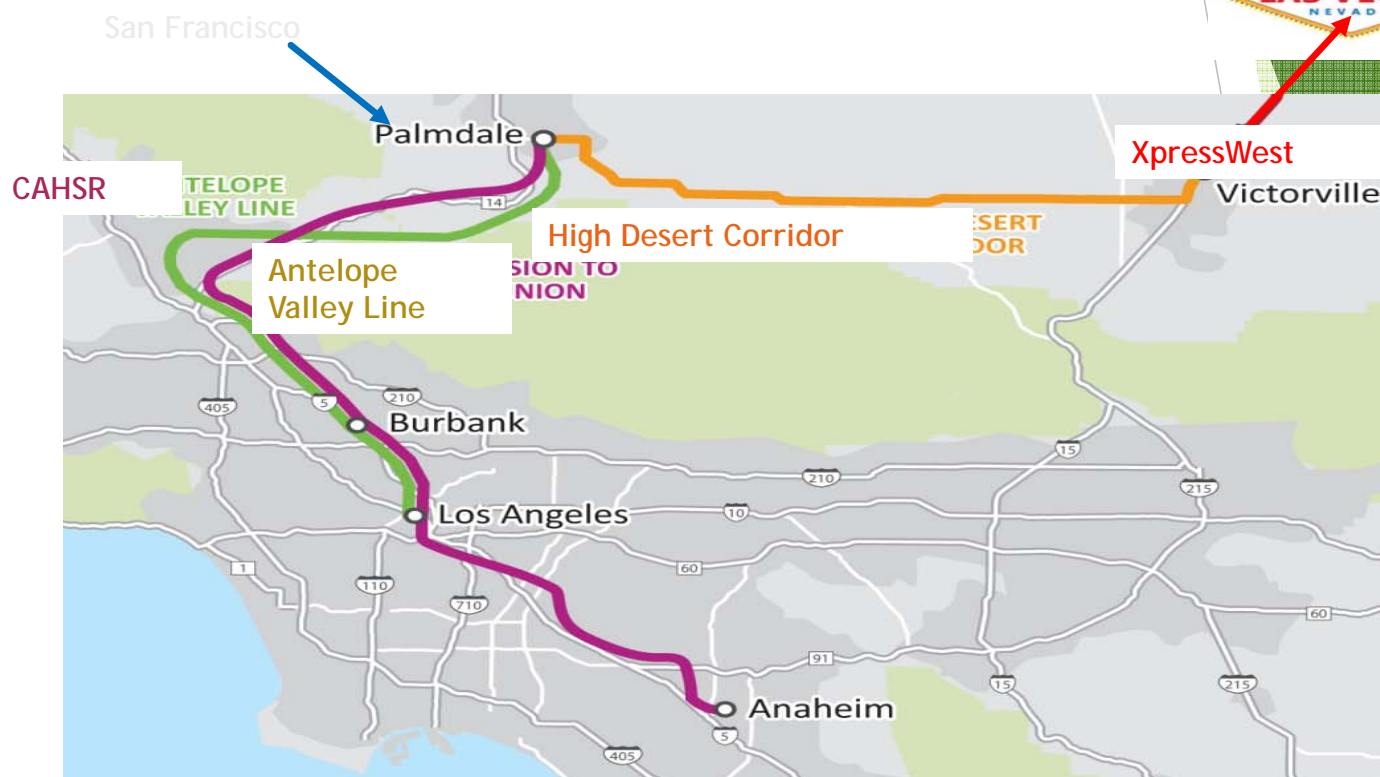 NEVAD
San Francisco
Palmdale
XpressWest
Victorville
CAHSR
TELOPE
LLEY LINE
14
High Desert Corridor
ESERT
OOR
Antelope
Valley Line
SION TO
NION
405
5
210
Burbank
15
210
215
Los Angeles
10
1
110
710
60
60
91
15
215
Anaheim
5
405